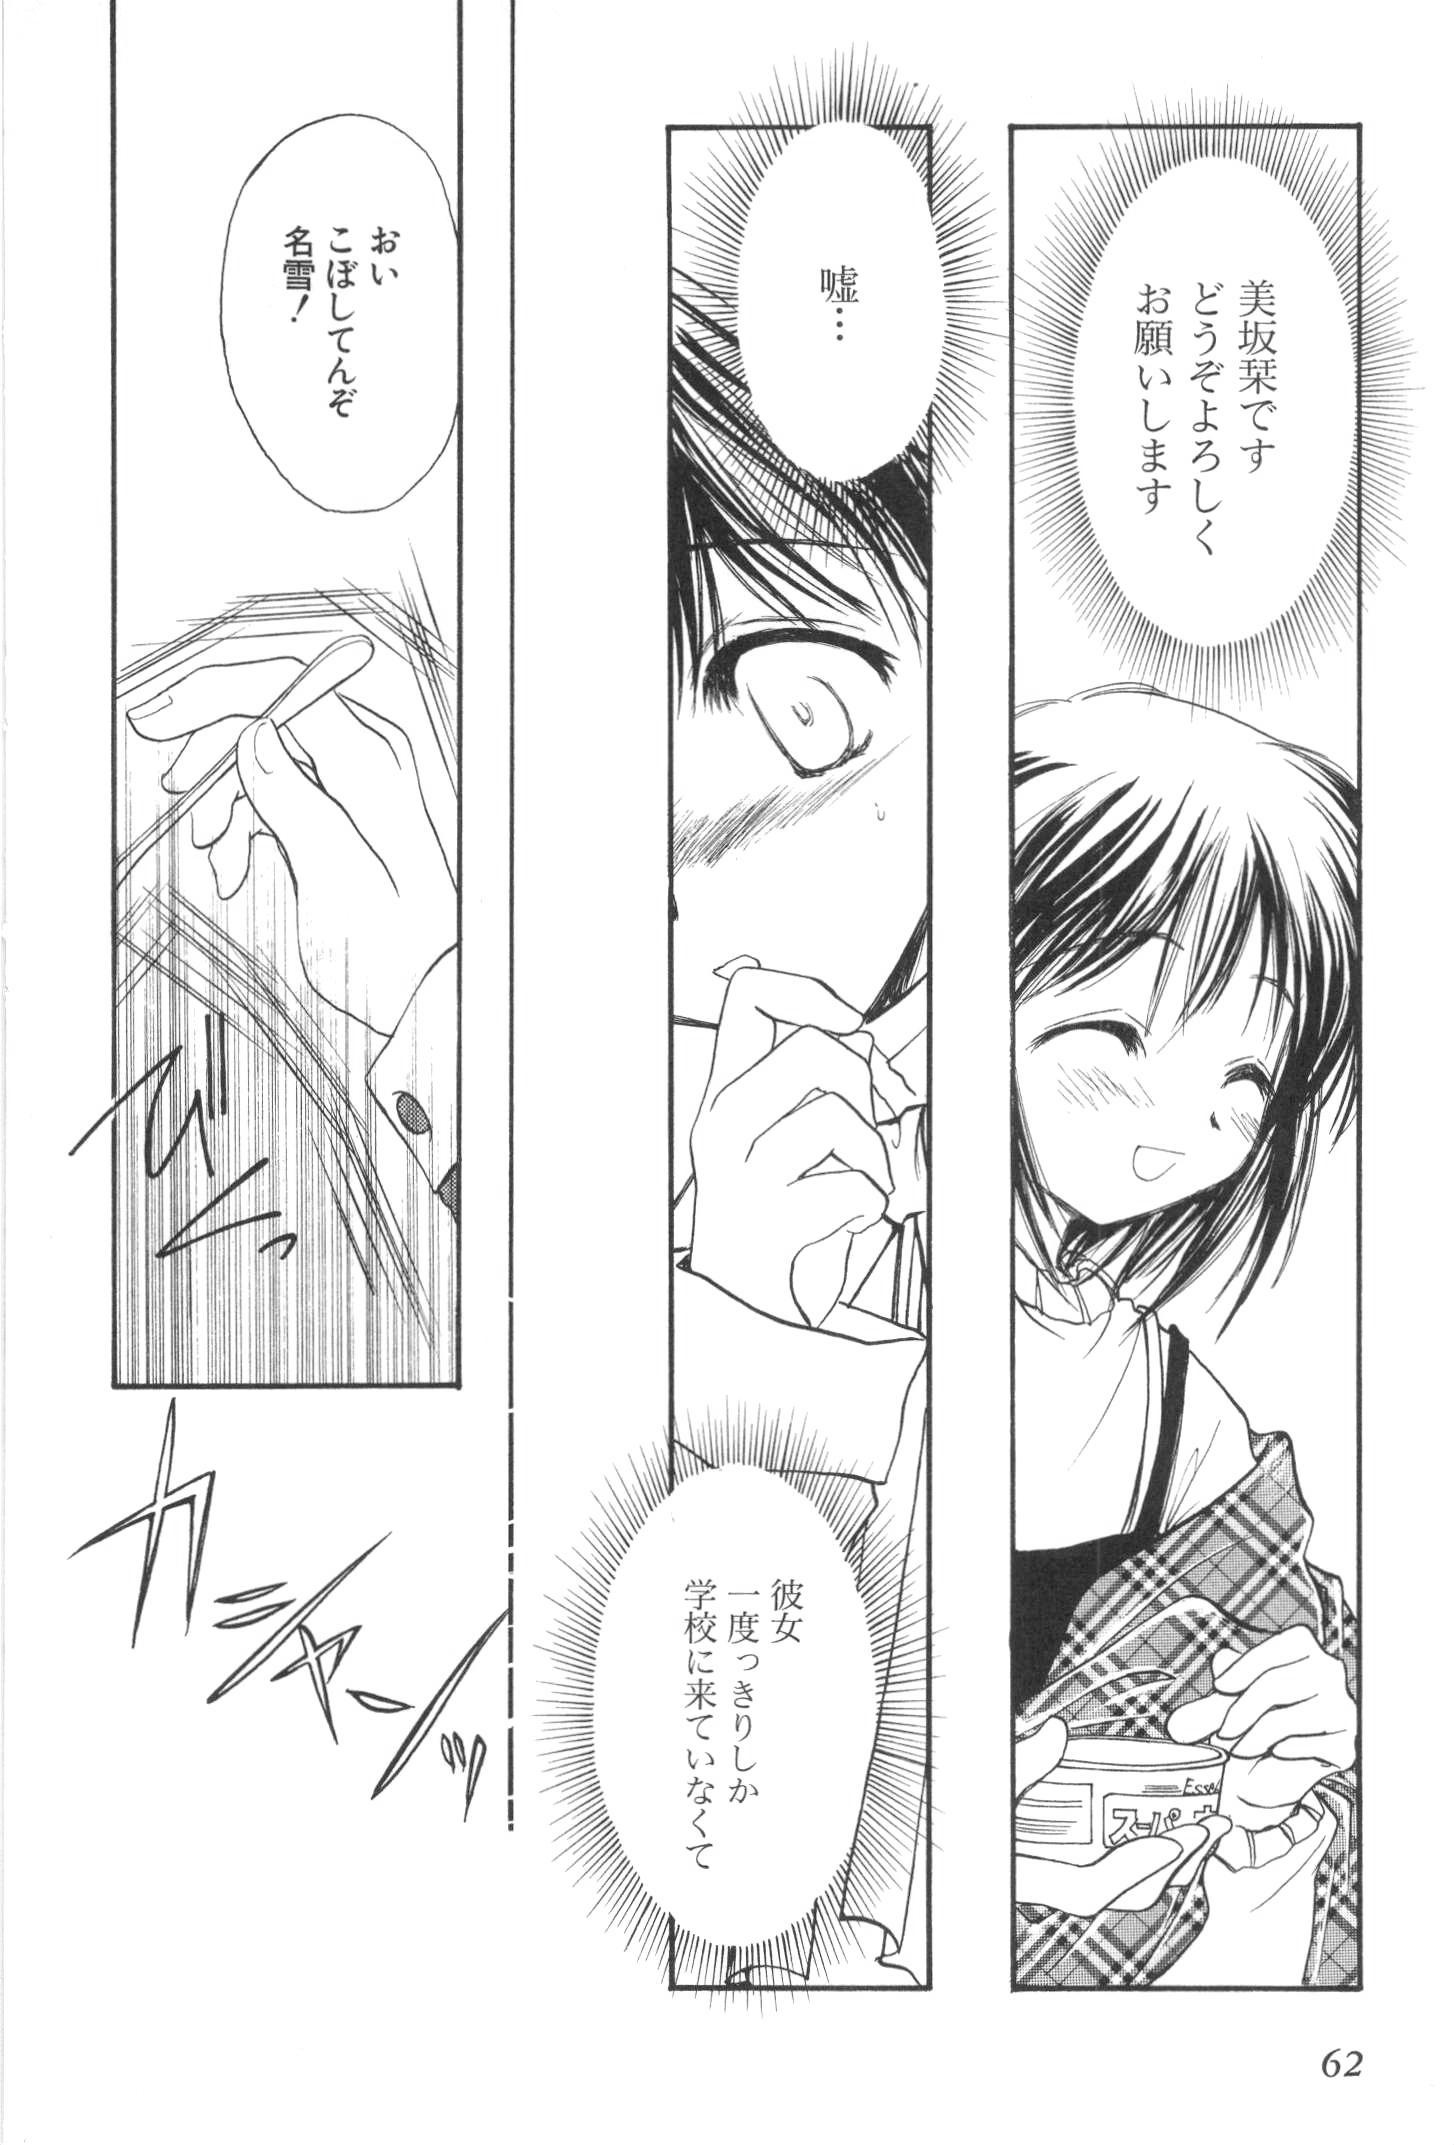 美坂栞です
どうぞよろしく
お願いします
Esse
スーパー
嘘…
彼女
一度っきりしか
学校に来ていなくて
おい
こぼしてんぞ
名雪!
びくっ
カシャーンッ
62